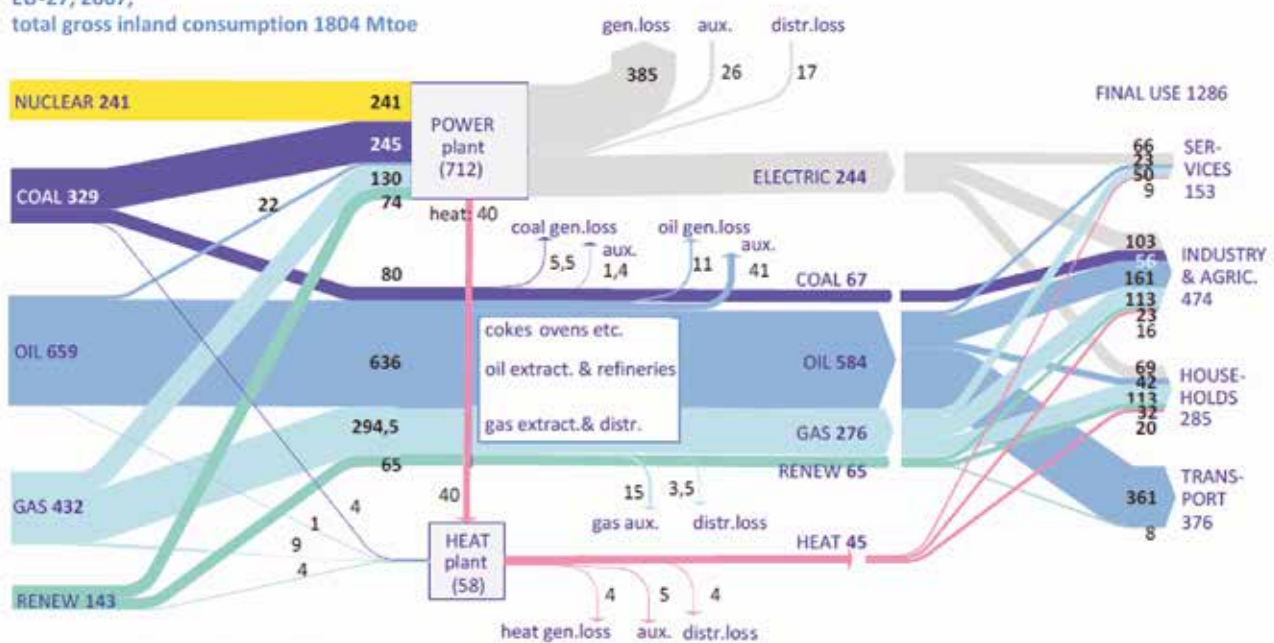 EU-27, 2007,
total gross inland consumption 1804 Mtoe
gen.loss aux. distr.loss
385 26 17
NUCLEAR 241 241
FINAL USE 1286
POWER
plant
(712)
245
COAL 329
22
130
74
heat: 40
ELECTRIC 244
66
23
50
9
SER-
VICES
153
coal gen.loss
5,5
aux.
1,4
oil gen.loss
11
aux.
41
80
COAL 67
103
56
161
113
23
16
INDUSTRY
& AGRIC.
474
OIL 659
636
cokes ovens etc.
oil extract. & refineries
gas extract.& distr.
OIL 584
69
42
113
32
20
HOUSE-
HOLDS
285
294,5
GAS 276
65
RENEW 65
GAS 432
4
1
9
4
40
15
gas aux.
3,5
distr.loss
361
8
TRANS-
PORT
376
HEAT
plant
(58)
HEAT 45
RENEW 143
4 5 4
heat gen.loss aux. distr.loss